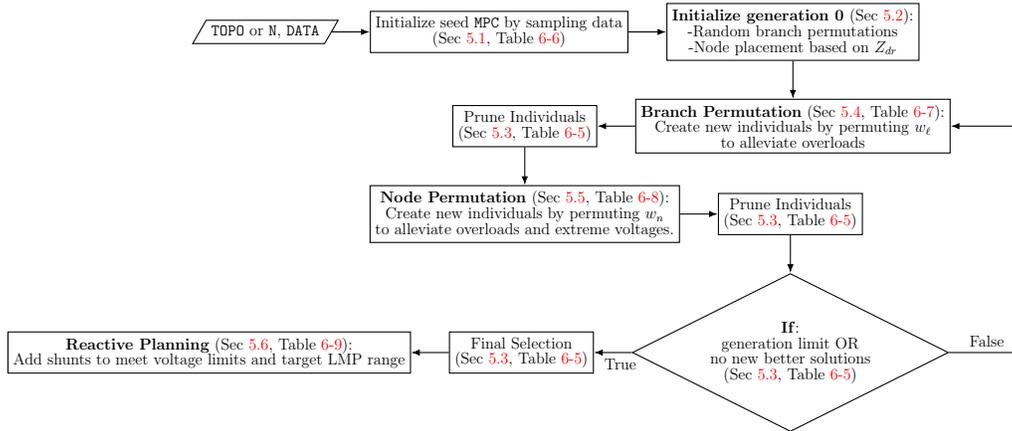 TOPO or N, DATA
Initialize seed MPC by sampling data
(Sec 5.1, Table 6-6)
Initialize generation 0 (Sec 5.2):
-Random branch permutations
-Node placement based on Z_dr
Branch Permutation (Sec 5.4, Table 6-7):
Create new individuals by permuting w_ℓ
to alleviate overloads
Prune Individuals
(Sec 5.3, Table 6-5)
Node Permutation (Sec 5.5, Table 6-8):
Create new individuals by permuting w_n
to alleviate overloads and extreme voltages.
Prune Individuals
(Sec 5.3, Table 6-5)
If:
generation limit OR
no new better solutions
(Sec 5.3, Table 6-5)
False
True
Final Selection
(Sec 5.3, Table 6-5)
Reactive Planning (Sec 5.6, Table 6-9):
Add shunts to meet voltage limits and target LMP range